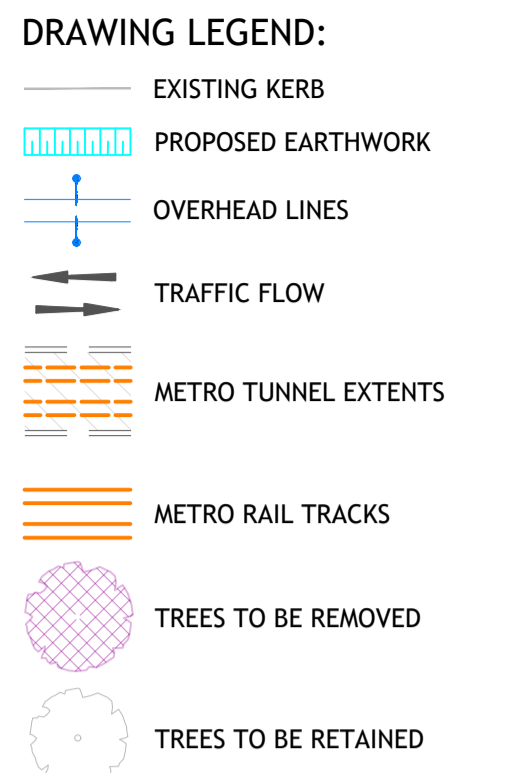 DRAWING LEGEND:
EXISTING KERB
PROPOSED EARTHWORK
OVERHEAD LINES
TRAFFIC FLOW
METRO TUNNEL EXTENTS
METRO RAIL TRACKS
TREES TO BE REMOVED
TREES TO BE RETAINED